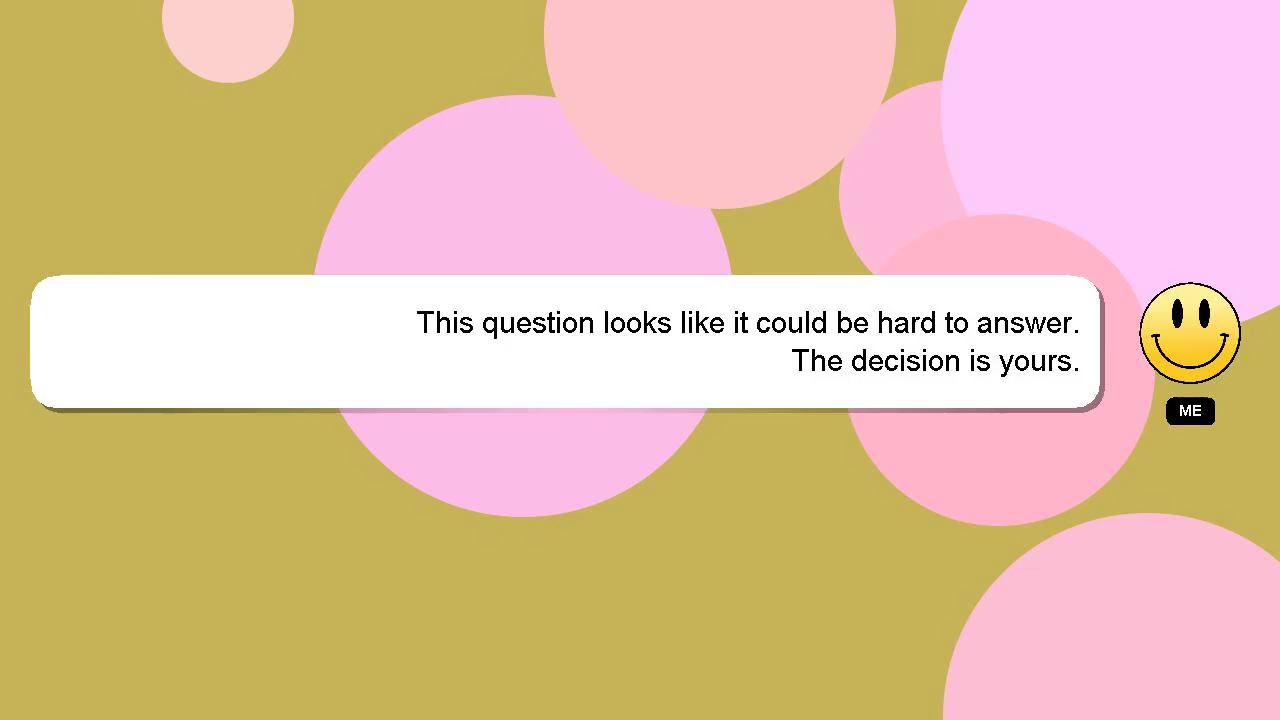 This question looks like it could be hard to answer.
The decision is yours.
ME